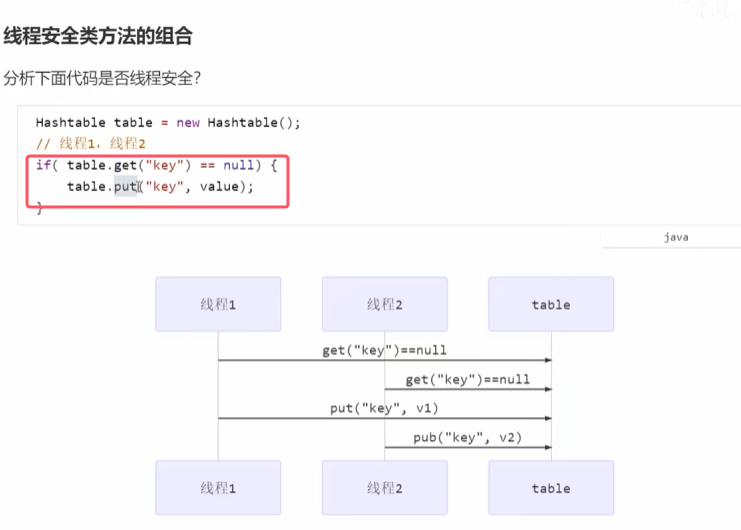 线程安全类方法的组合
分析下面代码是否线程安全?
Hashtable table = new Hashtable();
// 线程1，线程2
if( table.get("key") == null) {
table.put("key", value);
}
java
线程1 线程2 table
get("key")==null
get("key")==null
put("key", v1)
pub("key", v2)
线程1 线程2 table